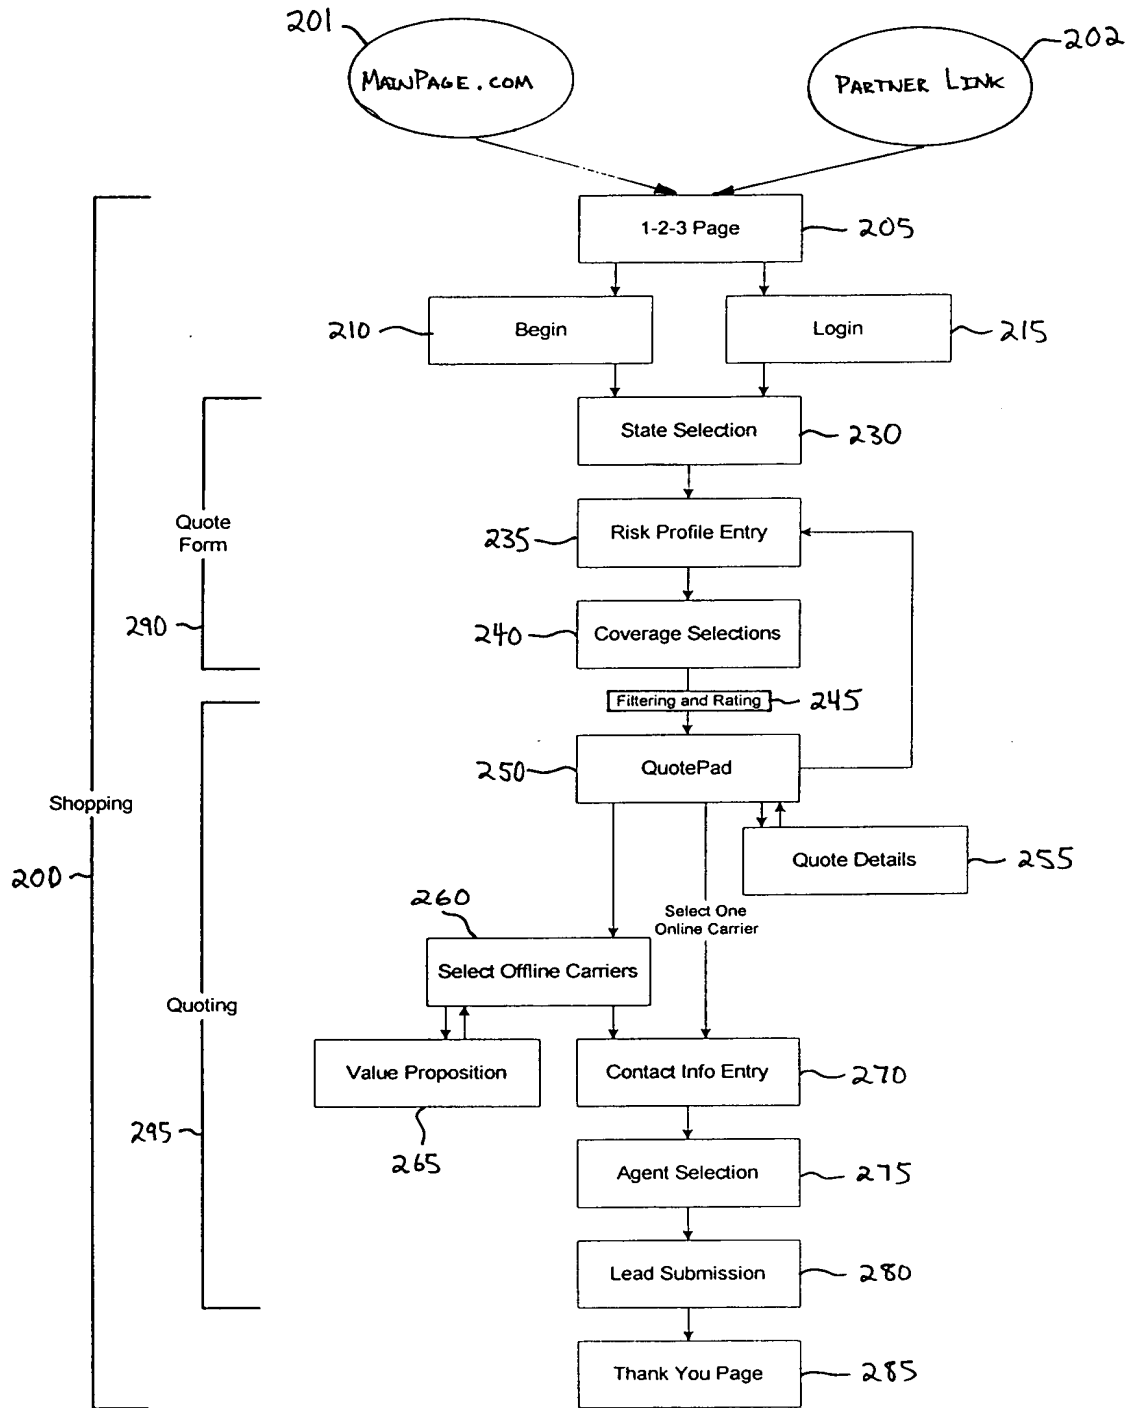 201
MAINPAGE.COM
PARTNER LINK
202
1-2-3 Page
205
210
Begin
Login
215
State Selection
230
Quote
Form
235
Risk Profile Entry
290
240
Coverage Selections
Filtering and Rating
245
250
QuotePad
Shopping
200
Quote Details
255
260
Select One
Online Carrier
Select Offline Carriers
Quoting
Value Proposition
Contact Info Entry
270
295
265
Agent Selection
275
Lead Submission
280
Thank You Page
285